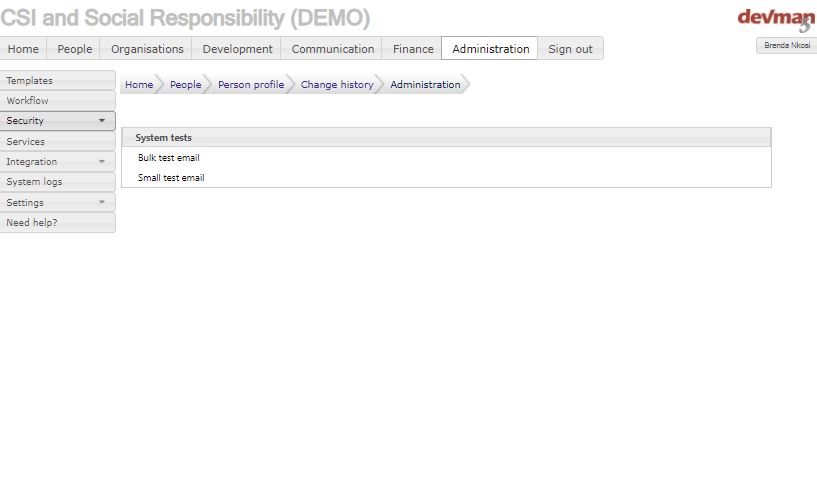 CSI and Social Responsibility (DEMO)
devman 3
Home People Organisations Development Communication Finance Administration Sign out
Brenda Nkosi
Templates
Workflow
Security
Services
Integration
System logs
Settings
Need help?
Home People Person profile Change history Administration
System tests
Bulk test email
Small test email